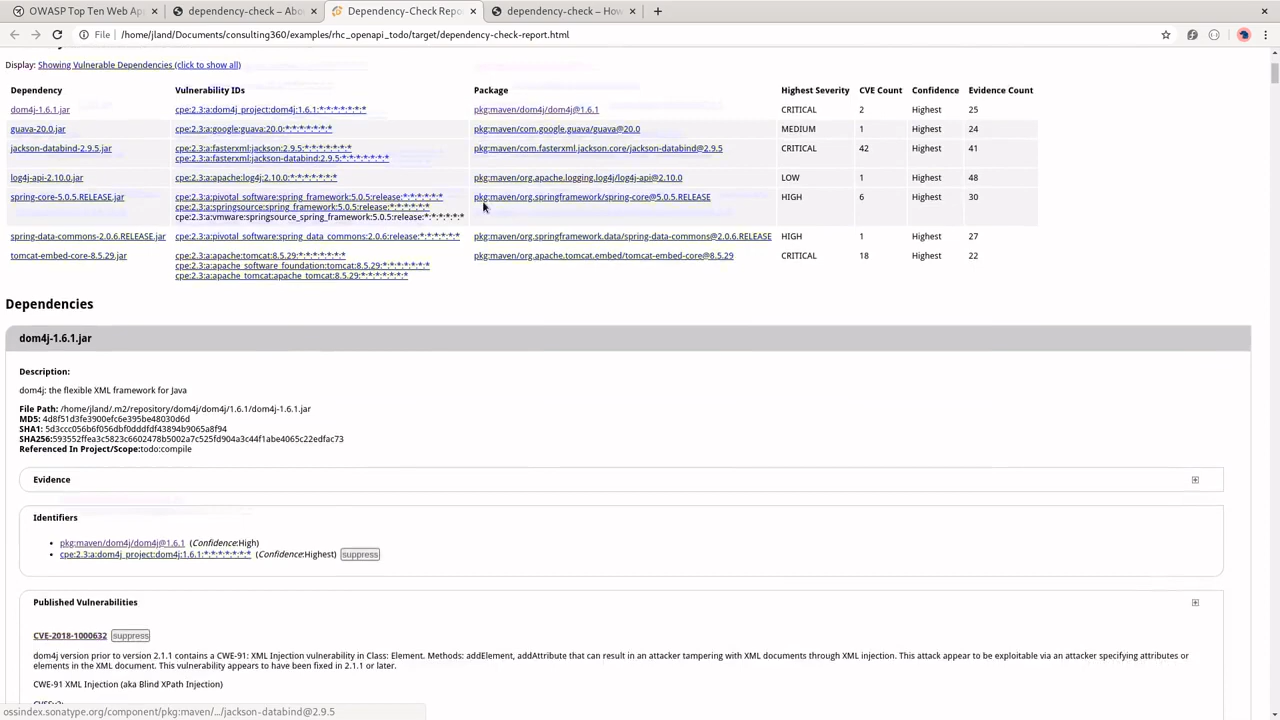 OWASP Top Ten Web Ap
dependency-check – Abo
Dependency-Check Repo
dependency-check – How
File /home/jland/Documents/consulting360/examples/rhc_openapi_todo/target/dependency-check-report.html
Display: Showing Vulnerable Dependencies (click to show all)
Dependency Vulnerability IDs Package Highest Severity CVE Count Confidence Evidence Count
dom4j-1.6.1.jar cpe:2.3:a:dom4j_project:dom4j:1.6.1:*:*:*:*:*:*:* pkg:maven/dom4j/dom4j@1.6.1 CRITICAL 2 Highest 25
guava-20.0.jar cpe:2.3:a:google:guava:20.0:*:*:*:*:*:*:* pkg:maven/com.google.guava/guava@20.0 MEDIUM 1 Highest 24
jackson-databind-2.9.5.jar cpe:2.3:a:fasterxml:jackson:2.9.5:*:*:*:*:*:*:* pkg:maven/com.fasterxml.jackson.core/jackson-databind@2.9.5 CRITICAL 42 Highest 41
cpe:2.3:a:fasterxml:jackson-databind:2.9.5:*:*:*:*:*:*:*
log4j-api-2.10.0.jar cpe:2.3:a:apache:log4j:2.10.0:*:*:*:*:*:*:* pkg:maven/org.apache.logging.log4j/log4j-api@2.10.0 LOW 1 Highest 48
spring-core-5.0.5.RELEASE.jar cpe:2.3:a:pivotal_software:spring_framework:5.0.5:release:*:*:*:*:*:* pkg:maven/org.springframework/spring-core@5.0.5.RELEASE HIGH 6 Highest 30
cpe:2.3:a:springsource:spring_framework:5.0.5:release:*:*:*:*:*:*
cpe:2.3:a:vmware:springsource_spring_framework:5.0.5:release:*:*:*:*:*:*
spring-data-commons-2.0.6.RELEASE.jar cpe:2.3:a:pivotal_software:spring_data_commons:2.0.6:release:*:*:*:*:*:* pkg:maven/org.springframework.data/spring-data-commons@2.0.6.RELEASE HIGH 1 Highest 27
tomcat-embed-core-8.5.29.jar cpe:2.3:a:apache:tomcat:8.5.29:*:*:*:*:*:*:* pkg:maven/org.apache.tomcat.embed/tomcat-embed-core@8.5.29 CRITICAL 18 Highest 22
cpe:2.3:a:apache_software_foundation:tomcat:8.5.29:*:*:*:*:*:*:*
cpe:2.3:a:apache_tomcat:apache_tomcat:8.5.29:*:*:*:*:*:*:*
Dependencies
dom4j-1.6.1.jar
Description:
dom4j: the flexible XML framework for Java
File Path: /home/jland/.m2/repository/dom4j/dom4j/1.6.1/dom4j-1.6.1.jar
MD5: 4d8f51d3fe3900efc6e395be48030d6d
SHA1: 5d3ccc056b6f056dbf0dddfdf43894b9065a8f94
SHA256:593552ffea3c5823c6602478b5002a7c525fd904a3c44f1abe4065c22edfac73
Referenced In Project/Scope:todo:compile
Evidence
Identifiers
pkg:maven/dom4j/dom4j@1.6.1 (Confidence:High)
cpe:2.3:a:dom4j_project:dom4j:1.6.1:*:*:*:*:*:*:* (Confidence:Highest) suppress
Published Vulnerabilities
CVE-2018-1000632 suppress
dom4j version prior to version 2.1.1 contains a CWE-91: XML Injection vulnerability in Class: Element. Methods: addElement, addAttribute that can result in an attacker tampering with XML documents through XML injection. This attack appear to be exploitable via an attacker specifying attributes or
elements in the XML document. This vulnerability appears to have been fixed in 2.1.1 or later.
CWE-91 XML Injection (aka Blind XPath Injection)
ossindex.sonatype.org/component/pkg:maven/.../jackson-databind@2.9.5